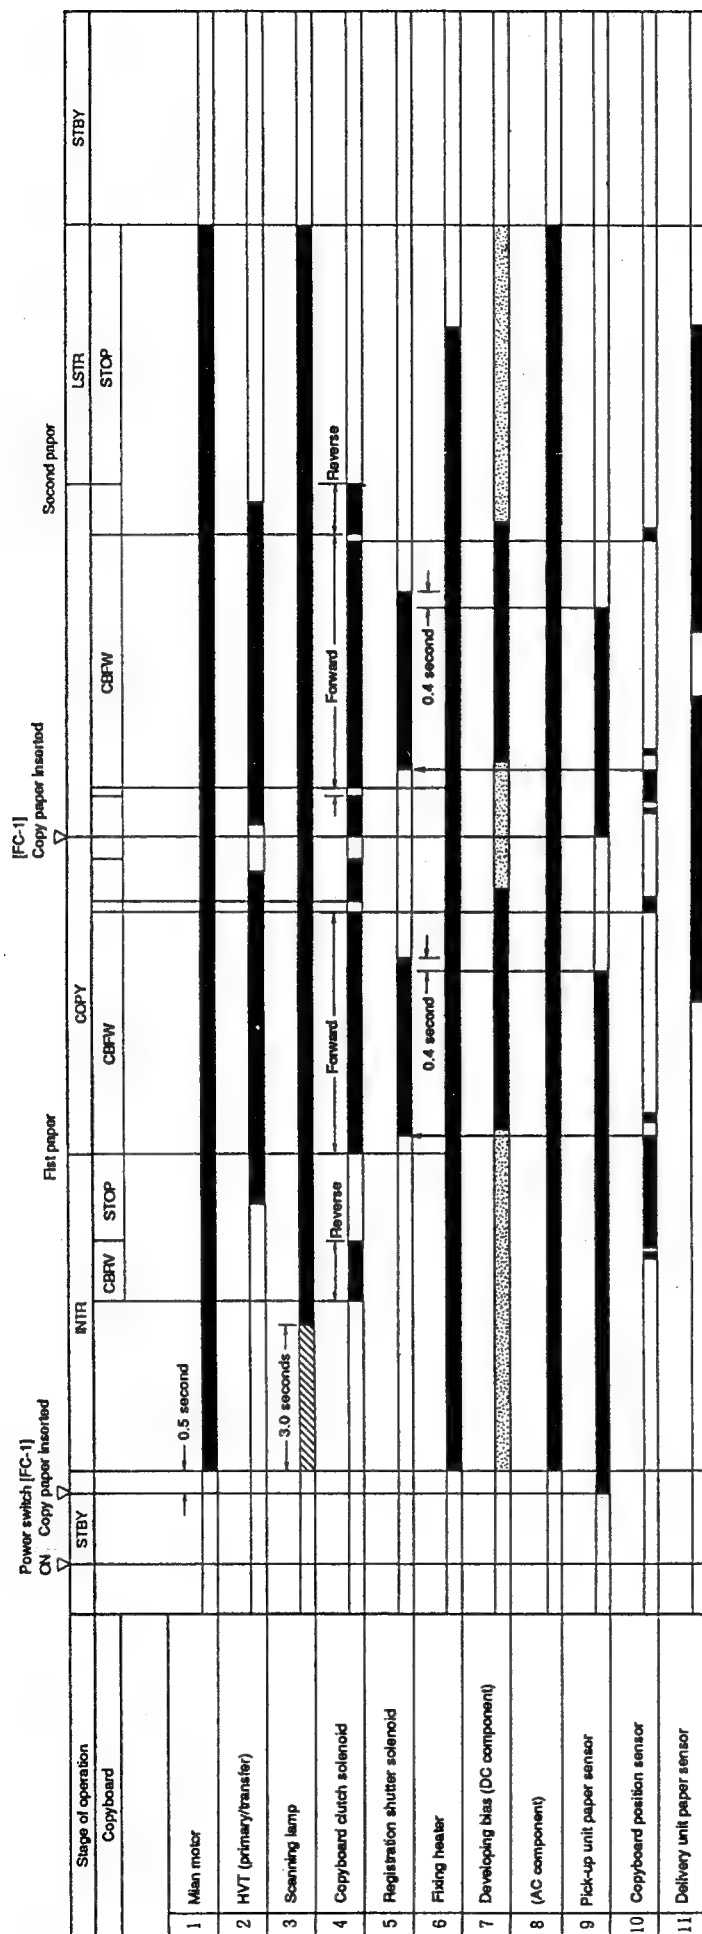 Power switch [FC-1]
ON Copy paper inserted
[FC-1]
Copy paper inserted
Fist paper
Second paper
Stage of operation
STBY
INTR
COPY
LSTR
STBY
Copyboard
CBRV
STOP
CBFW
CBFW
STOP
1 Mian motor
0.5 second
2 HVT (primary/transfer)
3 Scanning lamp
3.0 seconds
4 Copyboard clutch solenoid
Reverse
Forward
Forward
Reverse
5 Registration shutter solenoid
6 Fixing heater
0.4 second
0.4 second
7 Developing bias (DC component)
8 (AC component)
9 Pick-up unit paper sensor
10 Copyboard position sensor
11 Delivery unit paper sensor